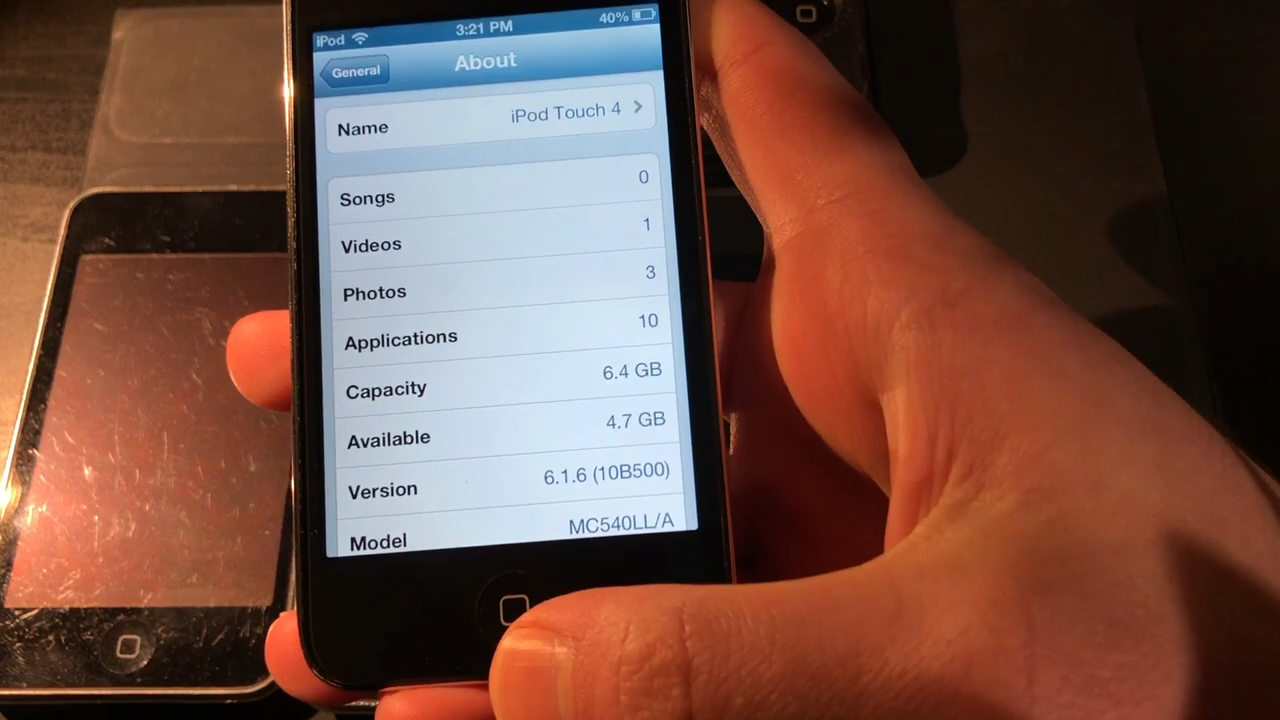 iPod 3:21 PM 40%
General About
Name iPod Touch 4
Songs 0
Videos 1
Photos 3
Applications 10
Capacity 6.4 GB
Available 4.7 GB
Version 6.1.6 (10B500)
Model MC540LL/A